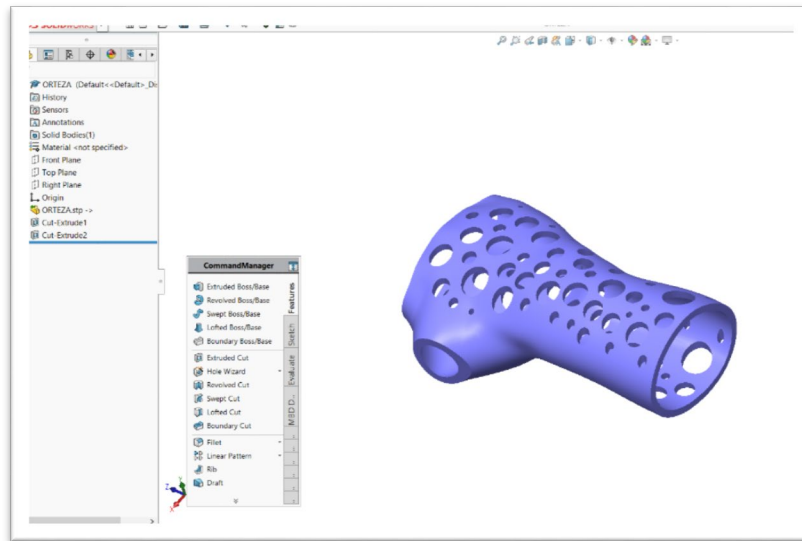 SOLIDWORKS
ORTEZA (Default<<Default>_Di
History
Sensors
Annotations
Solid Bodies(1)
Material <not specified>
Front Plane
Top Plane
Right Plane
Origin
ORTEZA.stp ->
Cut-Extrude1
Cut-Extrude2
CommandManager
Extruded Boss/Base
Revolved Boss/Base
Swept Boss/Base
Lofted Boss/Base
Boundary Boss/Base
Extruded Cut
Hole Wizard
Revolved Cut
Swept Cut
Lofted Cut
Boundary Cut
Fillet
Linear Pattern
Rib
Draft
Features
Sketch
Evaluate
MBD D...
Z
Y
X